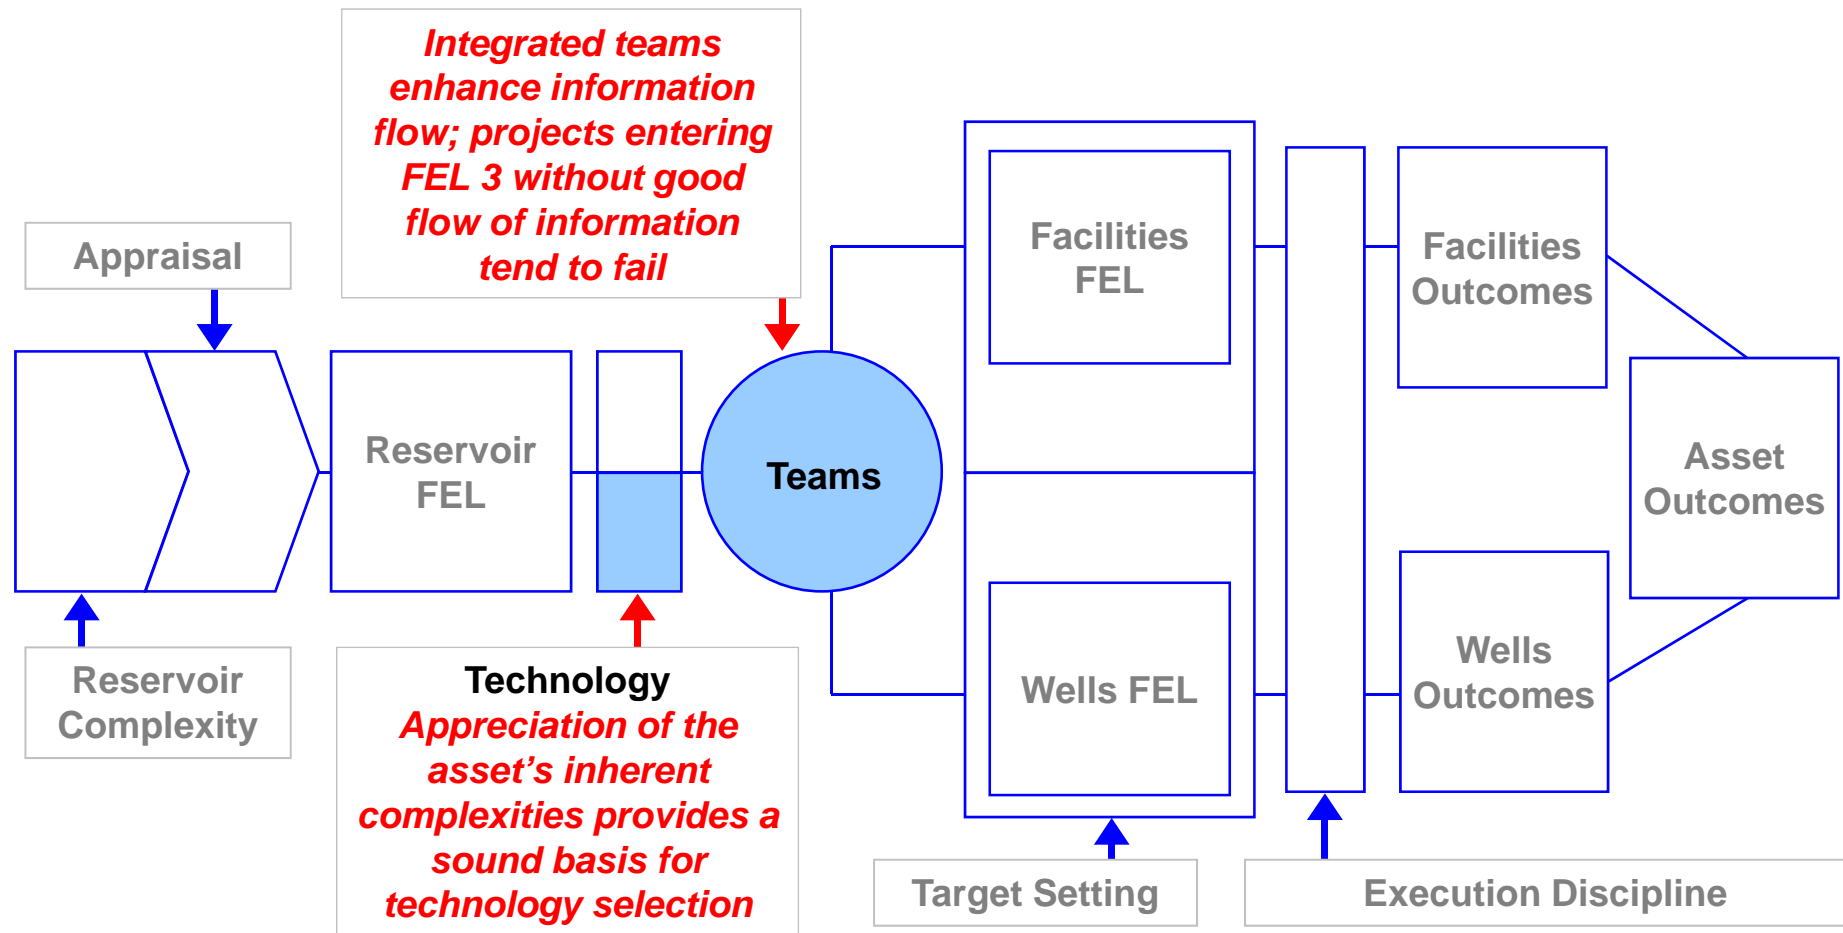 Integrated teams
enhance information
flow; projects entering
FEL 3 without good
flow of information
tend to fail
Appraisal
Reservoir
Complexity
Reservoir
FEL
Technology
Appreciation of the
asset’s inherent
complexities provides a
sound basis for
technology selection
Teams
Facilities
FEL
Wells FEL
Target Setting
Execution Discipline
Facilities
Outcomes
Wells
Outcomes
Asset
Outcomes